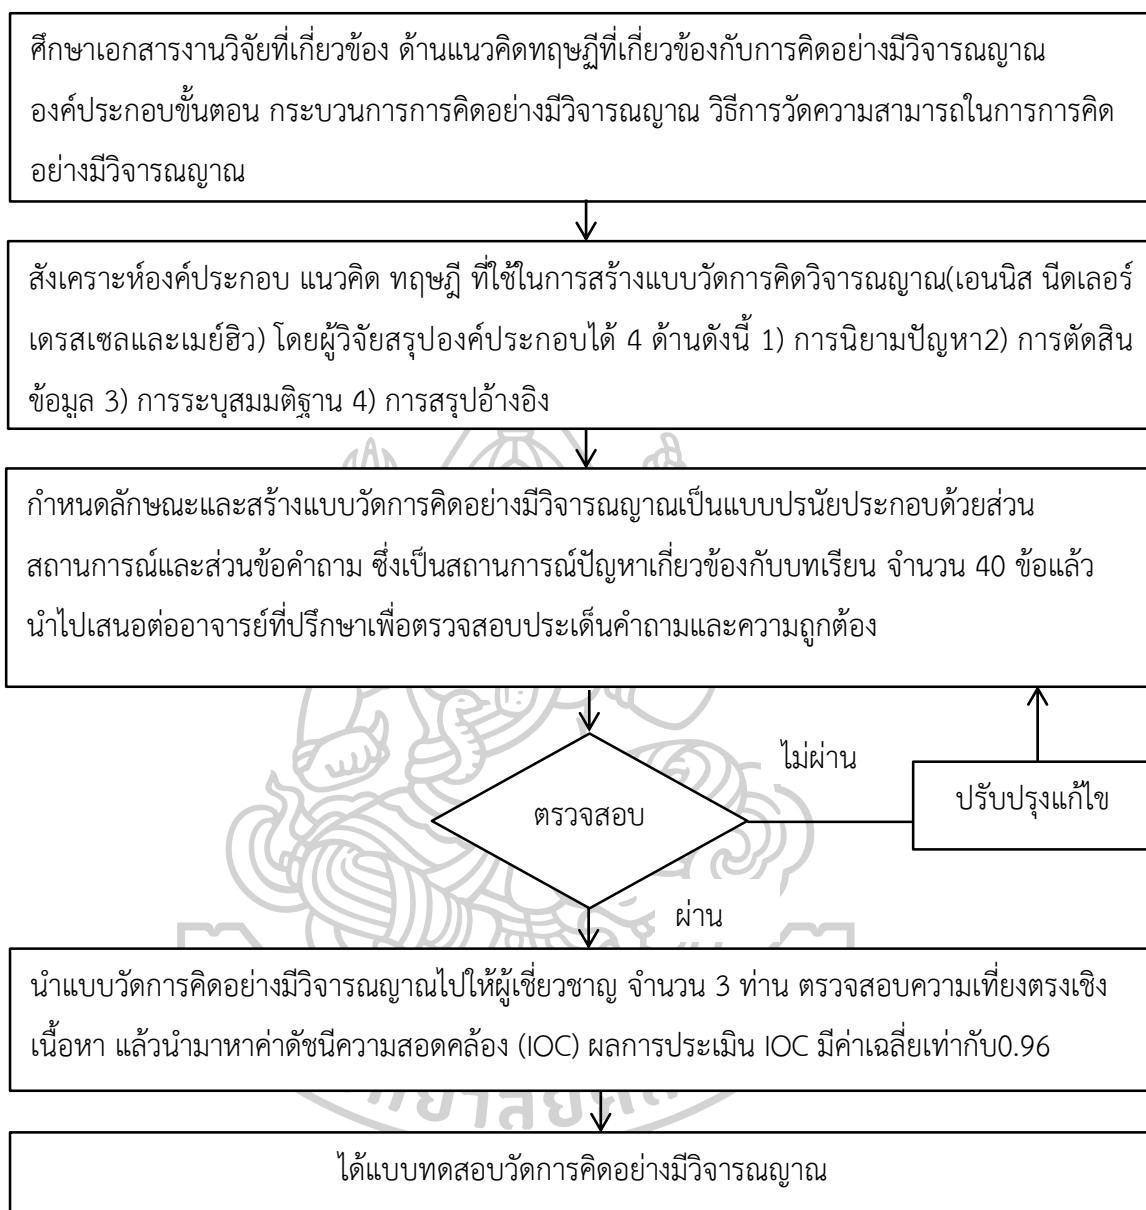 ศึกษาเอกสารงานวิจัยที่เกี่ยวข้อง ด้านแนวคิดทฤษฏีที่เกี่ยวข้องกับการคิดอย่างมีวิจารณญาณ
องค์ประกอบขั้นตอน กระบวนการการคิดอย่างมีวิจารณญาณ วิธีการวัดความสามารถในการการคิด
อย่างมีวิจารณญาณ
สังเคราะห์องค์ประกอบ แนวคิด ทฤษฎี ที่ใช้ในการสร้างแบบวัดการคิดวิจารณญาณ(เอนนิส นีดเลอร์
เดรสเซลและเมย์ฮิว) โดยผู้วิจัยสรุปองค์ประกอบได้ 4 ด้านดังนี้ 1) การนิยามปัญหา2) การตัดสิน
ข้อมูล 3) การระบุสมมติฐาน 4) การสรุปอ้างอิง
กำหนดลักษณะและสร้างแบบวัดการคิดอย่างมีวิจารณญาณเป็นแบบปรนัยประกอบด้วยส่วน
สถานการณ์และส่วนข้อคำถาม ซึ่งเป็นสถานการณ์ปัญหาเกี่ยวข้องกับบทเรียน จำนวน 40 ข้อแล้ว
นำไปเสนอต่ออาจารย์ที่ปรึกษาเพื่อตรวจสอบประเด็นคำถามและความถูกต้อง
ไม่ผ่าน
ปรับปรุงแก้ไข
ตรวจสอบ
ผ่าน
นำแบบวัดการคิดอย่างมีวิจารณญาณไปให้ผู้เชี่ยวชาญ จำนวน 3 ท่าน ตรวจสอบความเที่ยงตรงเชิง
เนื้อหา แล้วนำมาหาค่าดัชนีความสอดคล้อง (IOC) ผลการประเมิน IOC มีค่าเฉลี่ยเท่ากับ0.96
ได้แบบทดสอบวัดการคิดอย่างมีวิจารณญาณ